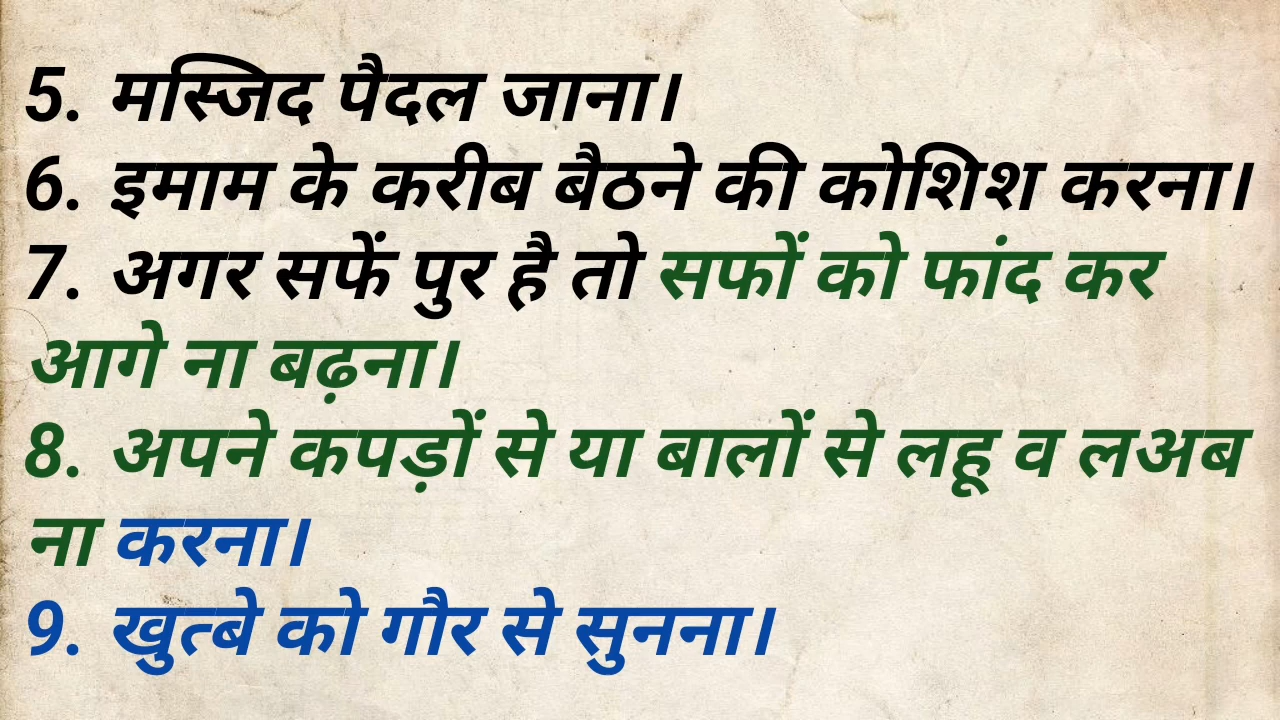 5. मस्जिद पैदल जाना।
6. इमाम के करीब बैठने की कोशिश करना।
7. अगर सफें पुर है तो सफों को फांद कर
आगे ना बढ़ना।
8. अपने कपड़ों से या बालों से लहू व लअब
ना करना।
9. खुत्बे को गौर से सुनना।